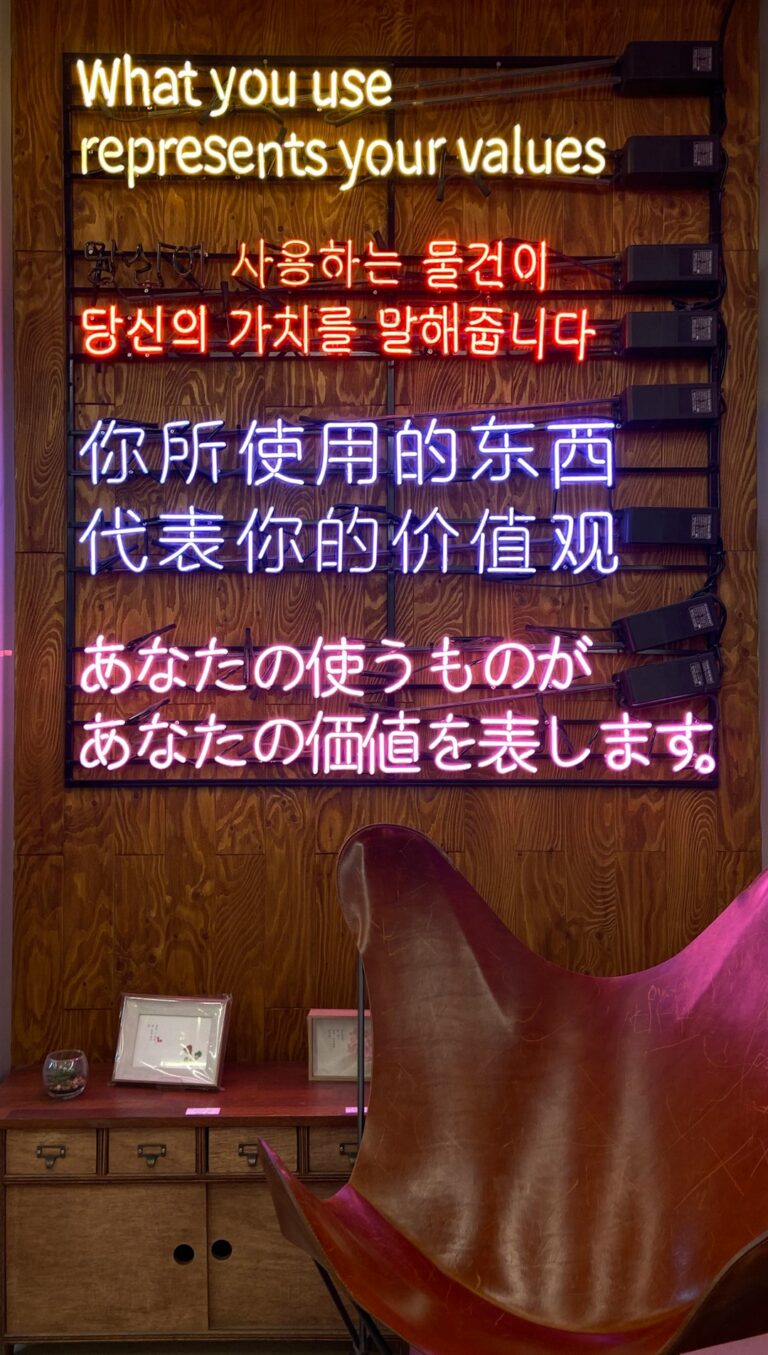 What you use
represents your values
당신이 사용하는 물건이
당신의 가치를 말해줍니다
你所使用的东西
代表你的价值观
あなたの使うものが
あなたの価値を表します。